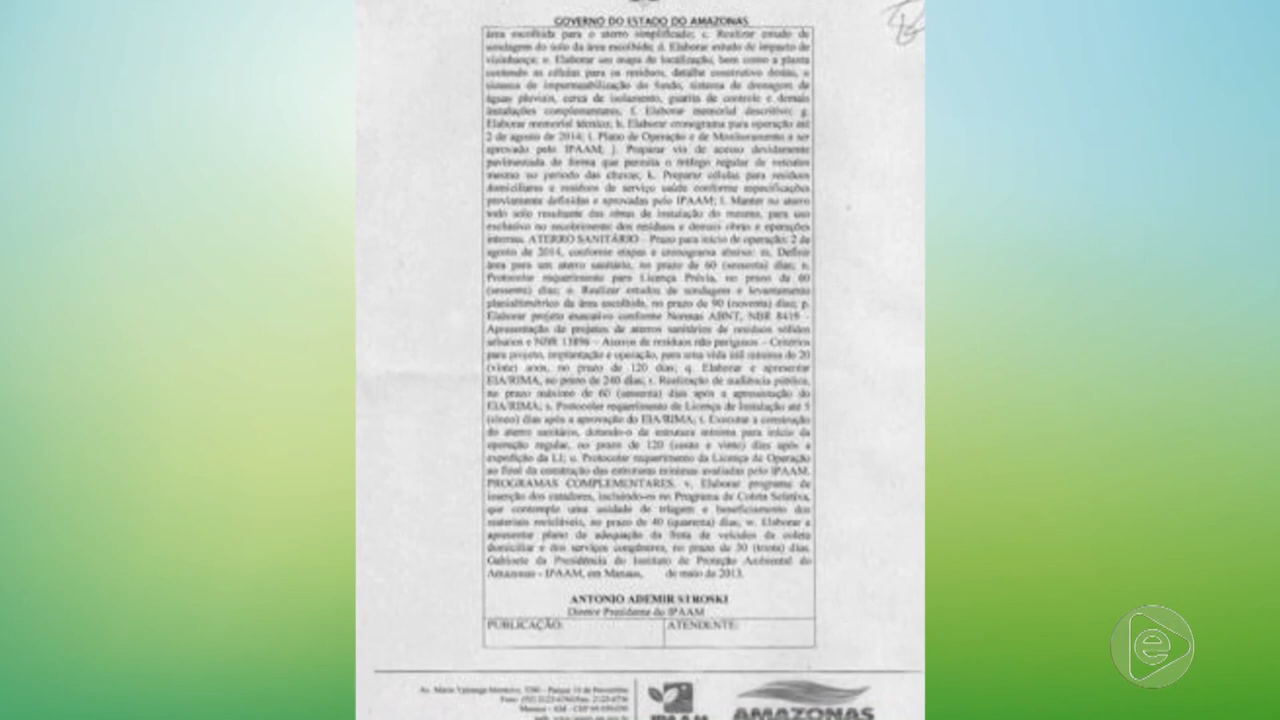 GOVERNO DO ESTADO DO AMAZONAS
área escolhida para o aterro simplificado; c. Realizar estudo de
sondagem do solo da área escolhida; d. Elaborar estudo de impacto de
vizinhança; e. Elaborar um mapa de localização, bem como a planta
contendo as células para os resíduos, detalhe construtivo destas, o
sistema de impermeabilização do fundo, sistema de drenagem de
águas pluviais, cerca de isolamento, guarita de controle e demais
instalações complementares, f. Elaborar memorial descritivo; g.
Elaborar memorial técnico; h. Elaborar cronograma para operação até
2 de agosto de 2014; i. Plano de Operação e de Monitoramento a ser
aprovado pelo IPAAM; j. Preparar via de acesso devidamente
pavimentada de forma que permita o tráfego regular de veículos
mesmo no período das chuvas; k. Preparar células para resíduos
domiciliares e resíduos de serviço saúde conforme especificações
previamente definidas e aprovadas pelo IPAAM; l. Manter no aterro
todo solo resultante das obras de instalação do mesmo, para uso
exclusivo no recobrimento dos resíduos e demais obras e operações
internas. ATERRO SANITÁRIO – Prazo para início de operação: 2 de
agosto de 2014, conforme etapas e cronograma abaixo: m. Definir
área para um aterro sanitário, no prazo de 60 (sessenta) dias; n.
Protocolar requerimento para Licença Prévia, no prazo de 60
(sessenta) dias; o. Realizar estudos de sondagem e levantamento
planialtimétrico da área escolhida, no prazo de 90 (noventa) dias; p.
Elaborar projeto executivo conforme Normas ABNT, NBR 8419 –
Apresentação de projetos de aterros sanitários de resíduos sólidos
urbanos e NBR 13896 – Aterros de resíduos não perigosos – Critérios
para projeto, implantação e operação, para uma vida útil mínima de 20
(vinte) anos, no prazo de 120 dias; q. Elaborar e apresentar
EIA/RIMA, no prazo de 240 dias; r. Realização de audiência pública,
no prazo máximo de 60 (sessenta) dias após a apresentação do
EIA/RIMA; s. Protocolar requerimento de Licença de Instalação até 5
(cinco) dias após a aprovação do EIA/RIMA; t. Executar a construção
do aterro sanitário, dotando-o da estrutura mínima para início da
operação regular, no prazo de 120 (cento e vinte) dias após a
expedição da LI; u. Protocolar requerimento da Licença de Operação
ao final da construção das estruturas mínimas avaliadas pelo IPAAM.
PROGRAMAS COMPLEMENTARES. v. Elaborar programa de
inserção dos catadores, incluindo-os no Programa de Coleta Seletiva,
que contemple uma unidade de triagem e beneficiamento dos
materiais recicláveis, no prazo de 40 (quarenta) dias; w. Elaborar e
apresentar plano de adequação da frota de veículos da coleta
domiciliar e dos serviços congêneres, no prazo de 30 (trinta) dias.
Gabinete da Presidência do Instituto de Proteção Ambiental do
Amazonas – IPAAM, em Manaus, de maio de 2013.
ANTONIO ADEMIR STROSKI
Diretor Presidente do IPAAM
PUBLICAÇÃO:
ATENDENTE:
IPAAM
AMAZONAS
e